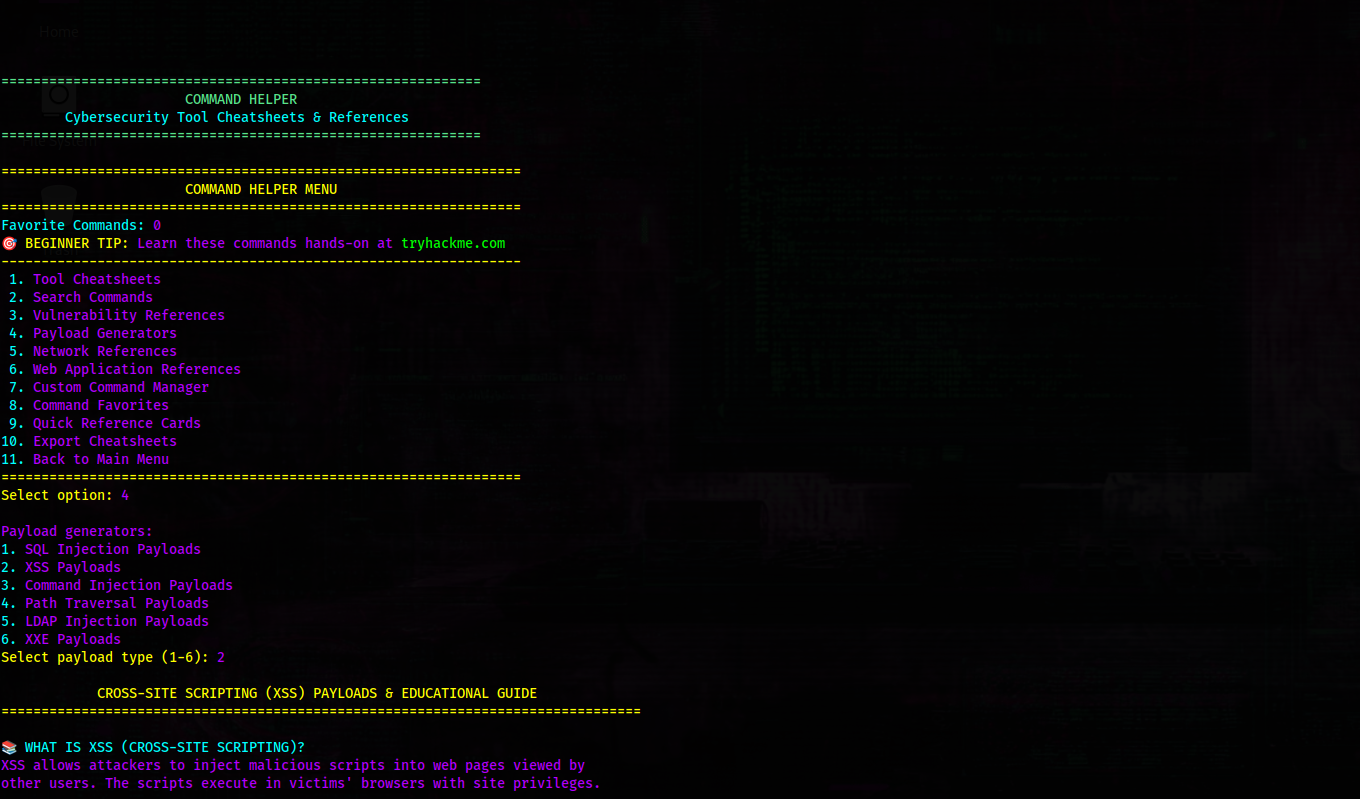 Home
============================================================
COMMAND HELPER
Cybersecurity Tool Cheatsheets & References
============================================================
=================================================================
COMMAND HELPER MENU
=================================================================
Favorite Commands: 0
🎯 BEGINNER TIP: Learn these commands hands-on at tryhackme.com
-----------------------------------------------------------------
1. Tool Cheatsheets
2. Search Commands
3. Vulnerability References
4. Payload Generators
5. Network References
6. Web Application References
7. Custom Command Manager
8. Command Favorites
9. Quick Reference Cards
10. Export Cheatsheets
11. Back to Main Menu
=================================================================
Select option: 4
Payload generators:
1. SQL Injection Payloads
2. XSS Payloads
3. Command Injection Payloads
4. Path Traversal Payloads
5. LDAP Injection Payloads
6. XXE Payloads
Select payload type (1-6): 2
CROSS-SITE SCRIPTING (XSS) PAYLOADS & EDUCATIONAL GUIDE
================================================================================
📚 WHAT IS XSS (CROSS-SITE SCRIPTING)?
XSS allows attackers to inject malicious scripts into web pages viewed by
other users. The scripts execute in victims' browsers with site privileges.